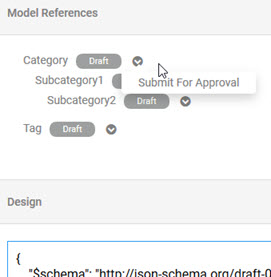 Model References
Category Draft
Submit For Approval
Subcategory1
Subcategory2 Draft
Tag Draft
Design
{
"$schema": "http://json-schema.org/draft-0